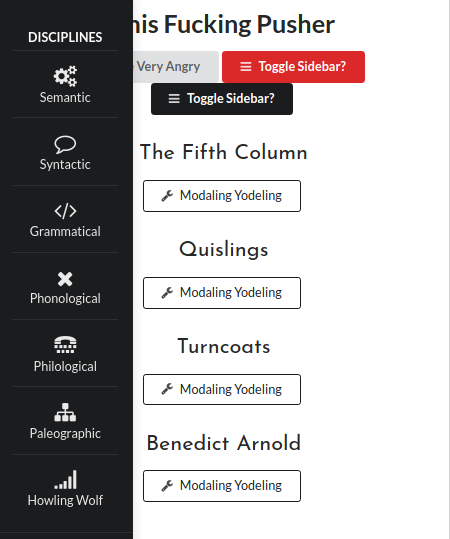 DISCIPLINES
Semantic
Syntactic
Grammatical
Phonological
Philological
Paleographic
Howling Wolf
Fucking Pusher
Very Angry
Toggle Sidebar?
Toggle Sidebar?
The Fifth Column
Modaling Yodeling
Quislings
Modaling Yodeling
Turncoats
Modaling Yodeling
Benedict Arnold
Modaling Yodeling